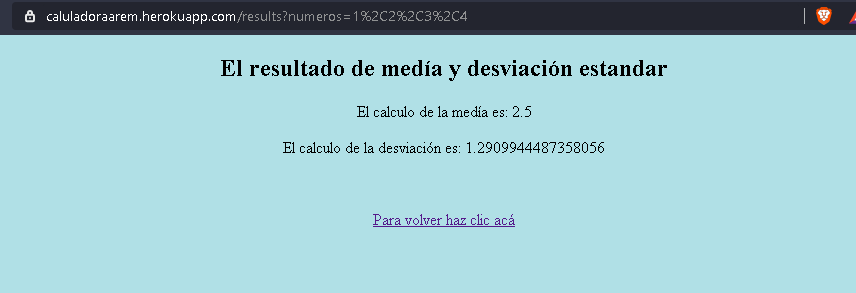 caluladoraarem.herokuapp.com/results?numeros=1%2C2%2C3%2C4
El resultado de medía y desviación estandar
El calculo de la medía es: 2.5
El calculo de la desviación es: 1.2909944487358056
Para volver haz clic acá